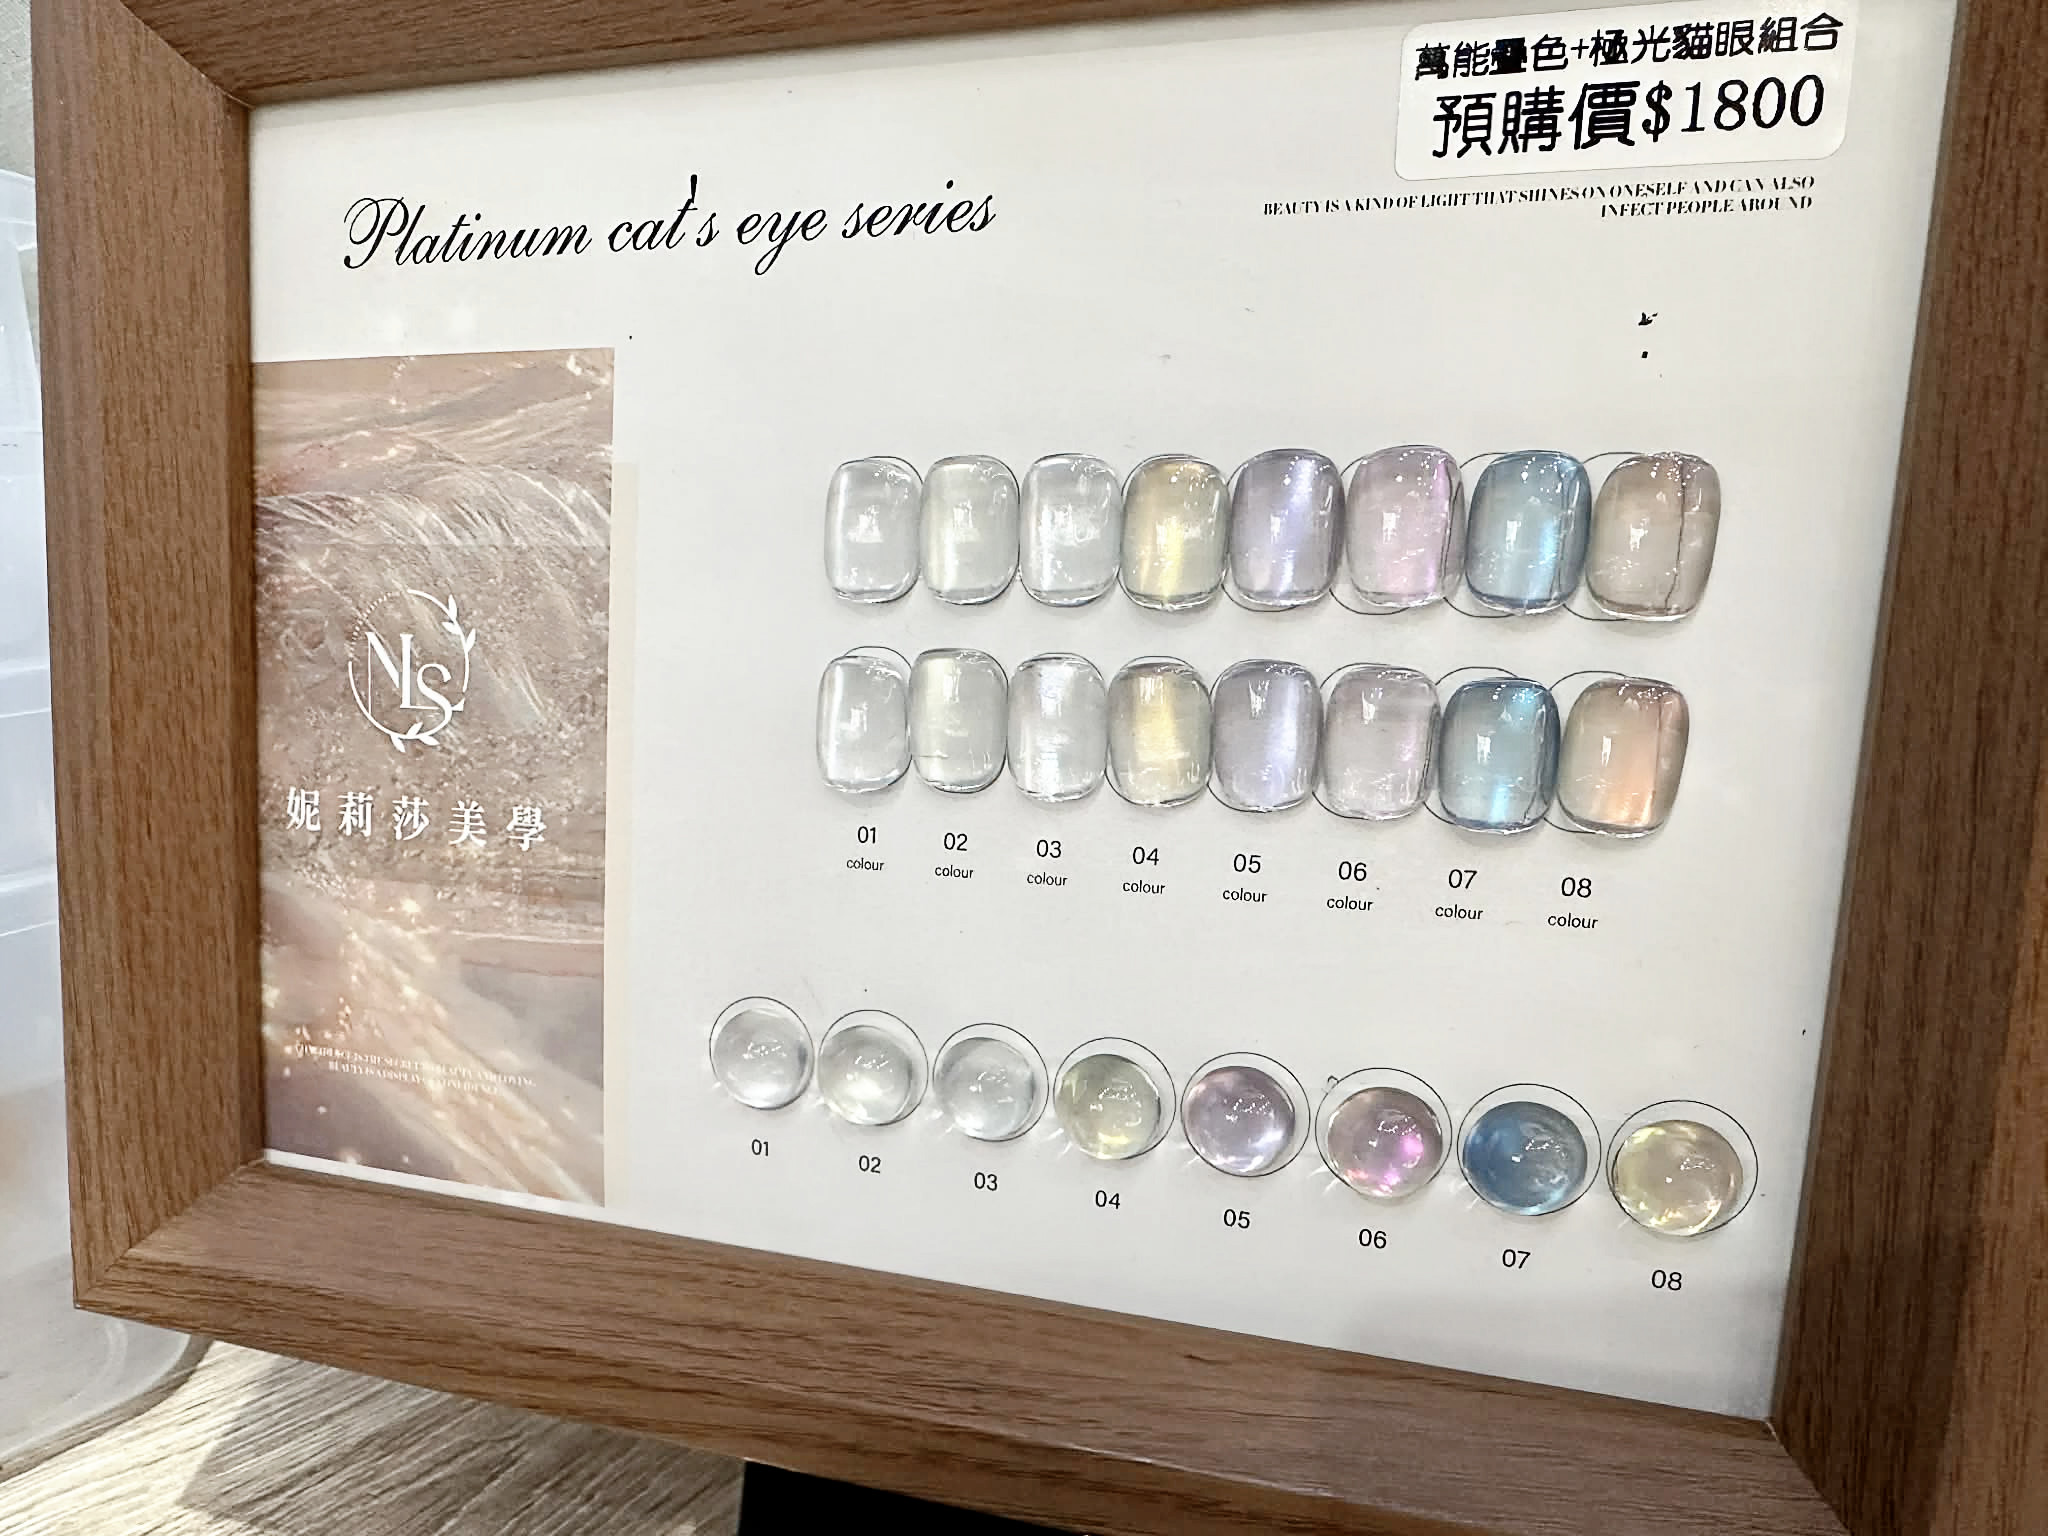 萬能疊色+極光貓眼組合
預購價$1800
Platinum cat's eye series
BEAUTY IS A KIND OF LIGHT THAT SHINES ON ONESELF AND CAN ALSO
INFECT PEOPLE AROUND
NLS
妮莉莎美學
01 02 03 04 05 06 07 08
colour colour colour colour colour colour colour colour
BEAUTY IS A DISPLAY
01 02 03 04 05 06 07 08